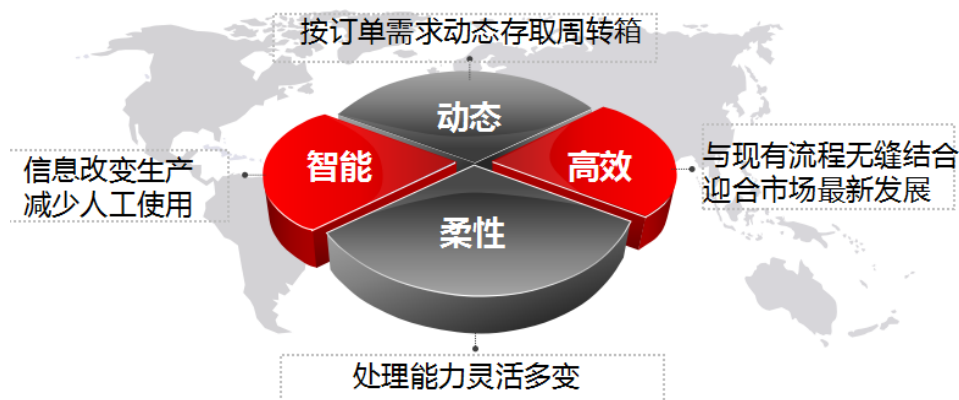 按订单需求动态存取周转箱
动态
智能
高效
柔性
信息改变生产
减少人工使用
与现有流程无缝结合
迎合市场最新发展
处理能力灵活多变